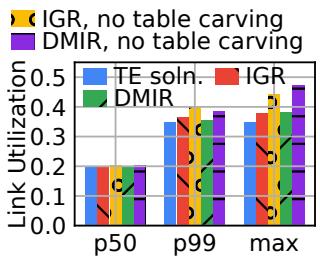 IGR, no table carving
DMIR, no table carving
TE soln.
IGR
DMIR
Link Utilization
0.5
0.4
0.3
0.2
0.1
0.0
p50
p99
max